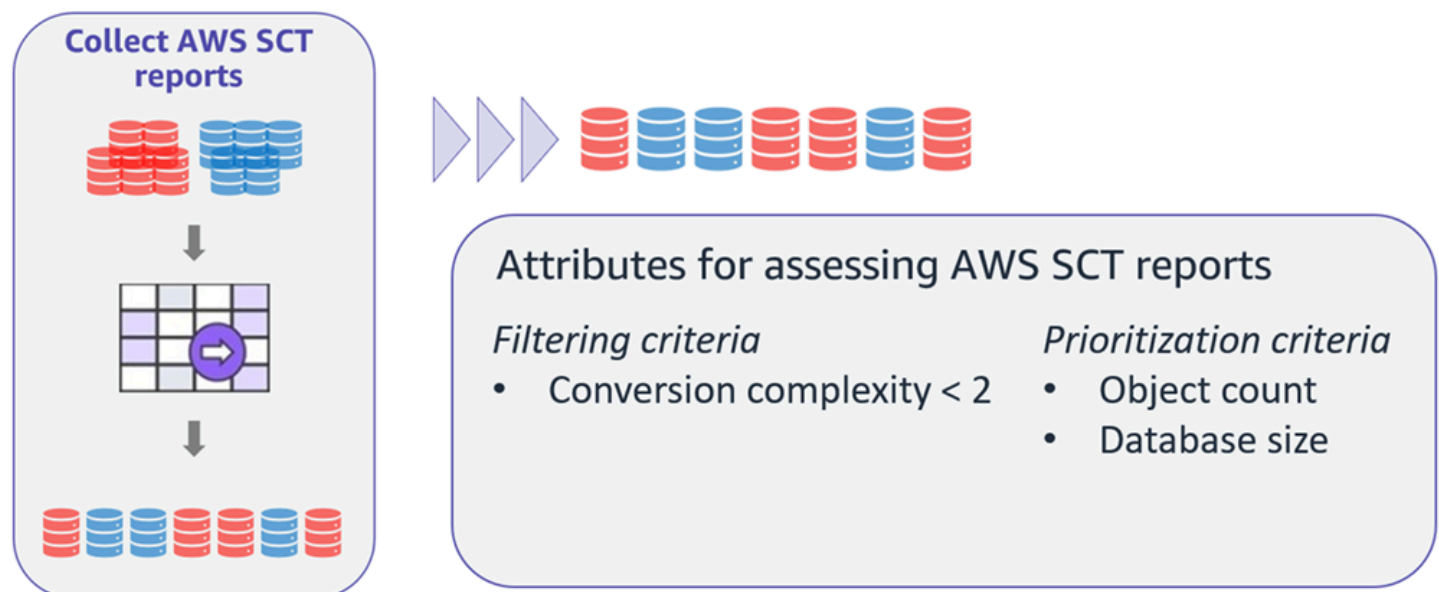 Collect AWS SCT
reports
Attributes for assessing AWS SCT reports
Filtering criteria
• Conversion complexity < 2
Prioritization criteria
• Object count
• Database size